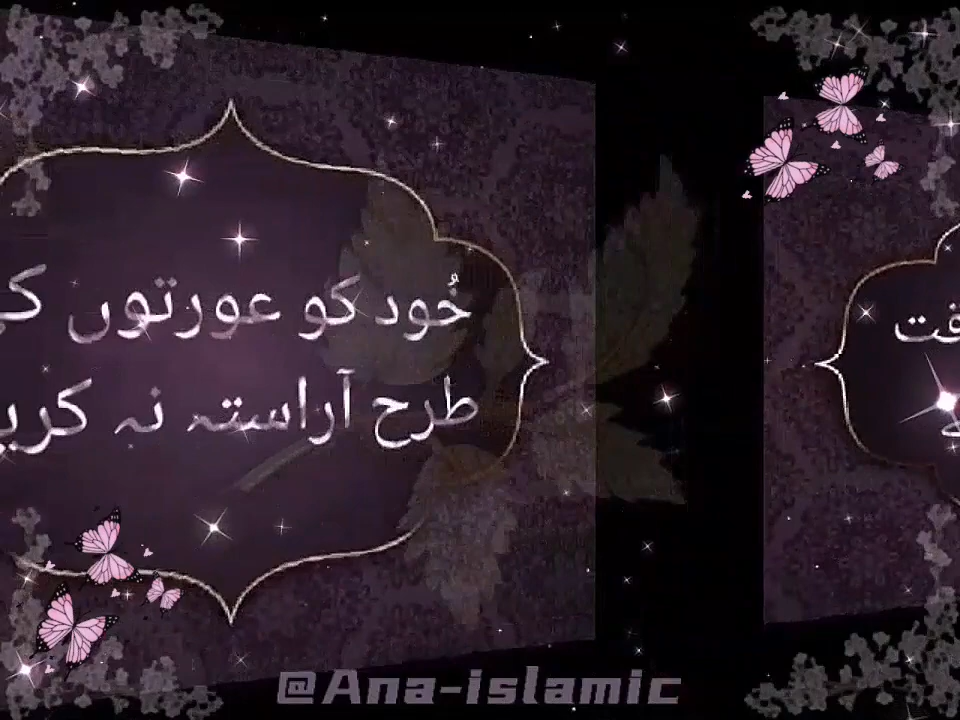 خُود کو عورتوں کی
طرح آراستہ نہ کریں
@Ana-islamic